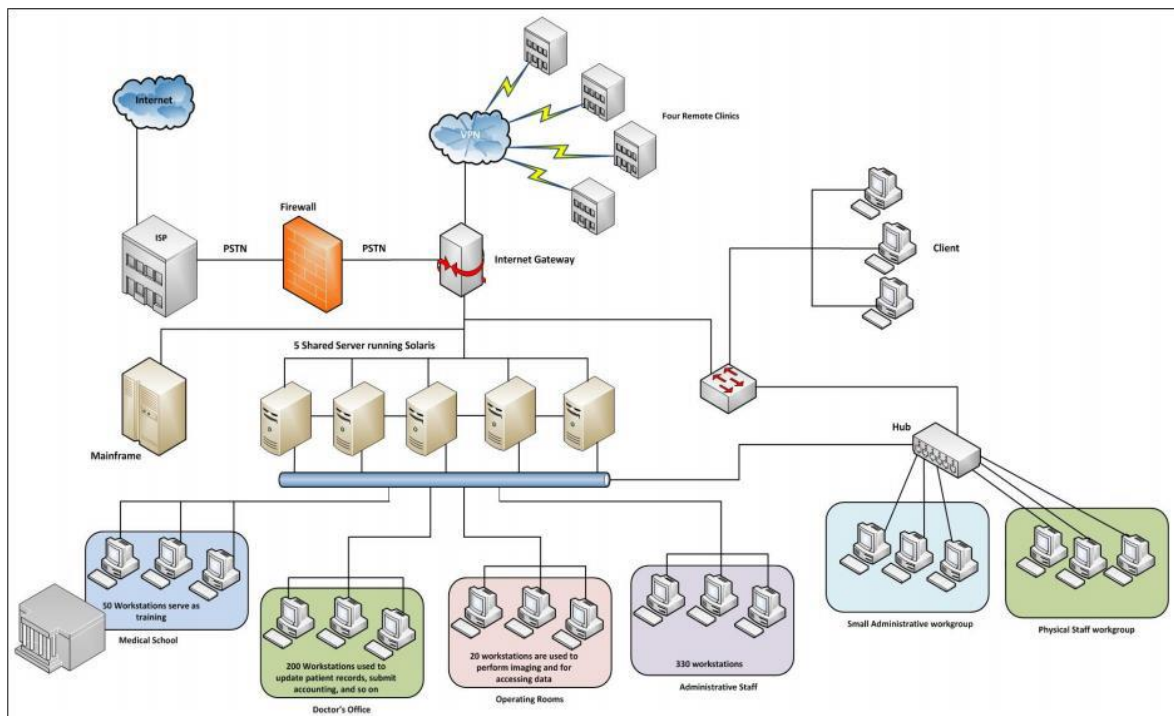 Internet
VPN
Four Remote Clinics
Firewall
ISP
PSTN
PSTN
Internet Gateway
Client
5 Shared Server running Solaris
Mainframe
Hub
50 Workstations serve as
training
Medical School
200 Workstations used to
update patient records, submit
accounting, and so on
Doctor's Office
20 workstations are used to
perform imaging and for
accessing data
Operating Rooms
330 workstations
Administrative Staff
Small Administrative workgroup
Physical Staff workgroup